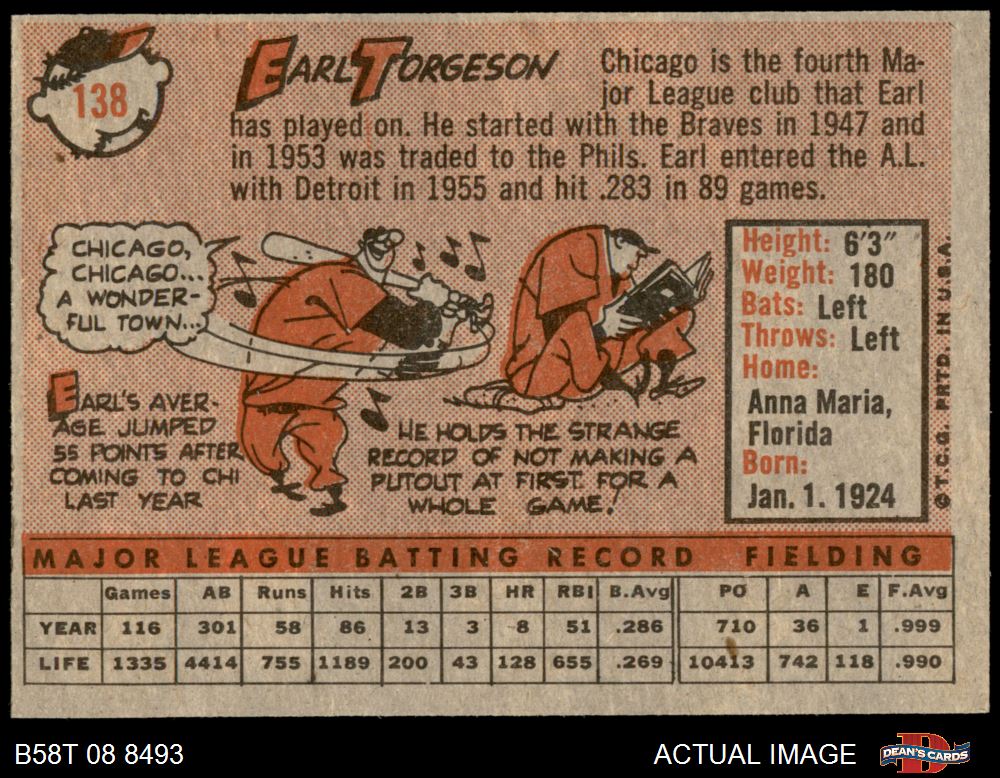 138
EARL TORGESON
Chicago is the fourth Ma-
jor League club that Earl
has played on. He started with the Braves in 1947 and
in 1953 was traded to the Phils. Earl entered the A.L.
with Detroit in 1955 and hit .283 in 89 games.
CHICAGO,
CHICAGO...
A WONDER-
FUL TOWN...
EARL'S AVER-
AGE JUMPED
55 POINTS AFTER
COMING TO CHI
LAST YEAR
HE HOLDS THE STRANGE
RECORD OF NOT MAKING A
PUTOUT AT FIRST FOR A
WHOLE GAME!
Height: 6'3"
Weight: 180
Bats: Left
Throws: Left
Home:
Anna Maria,
Florida
Born:
Jan. 1. 1924
© T.C.G. PRTD. IN U.S.A.
MAJOR LEAGUE BATTING RECORD FIELDING
Games AB Runs Hits 2B 3B HR RBI B.Avg PO A E F.Avg
YEAR 116 301 58 86 13 3 8 51 .286 710 36 1 .999
LIFE 1335 4414 755 1189 200 43 128 655 .269 10413 742 118 .990
B58T 08 8493
ACTUAL IMAGE
DEAN'S CARDS